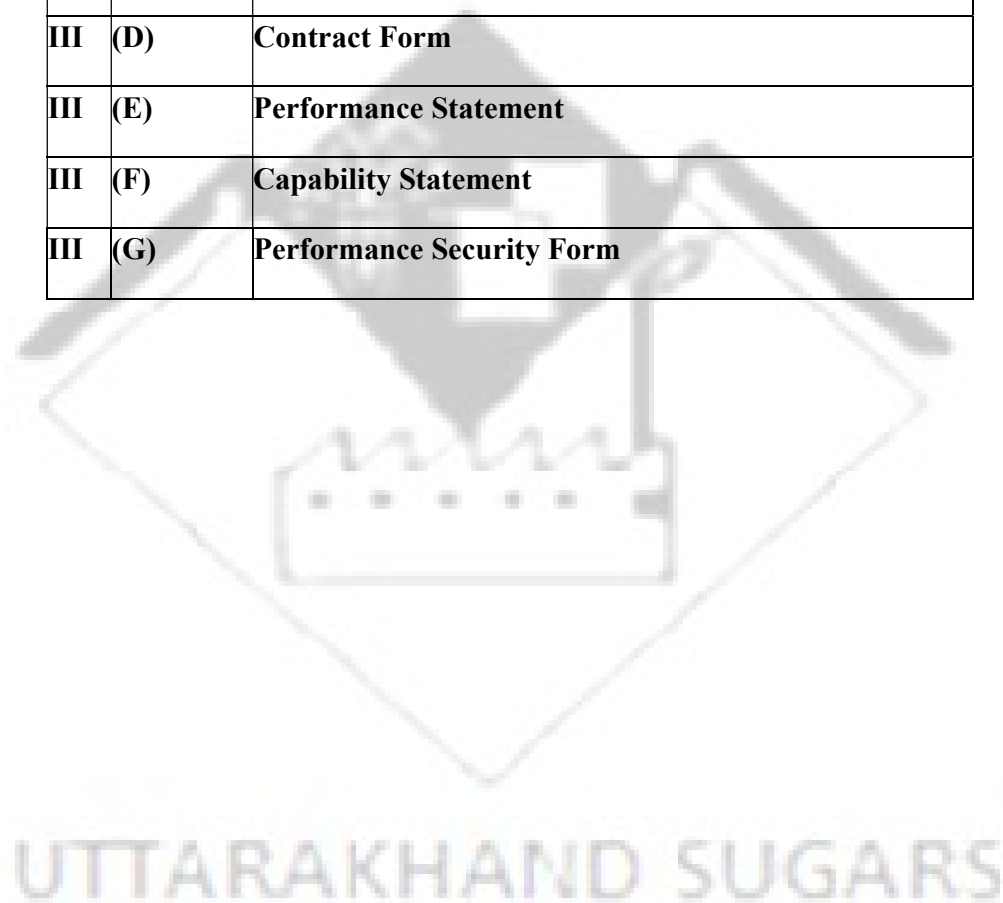 III (D) Contract Form
III (E) Performance Statement
III (F) Capability Statement
III (G) Performance Security Form
UTTARAKHAND SUGARS